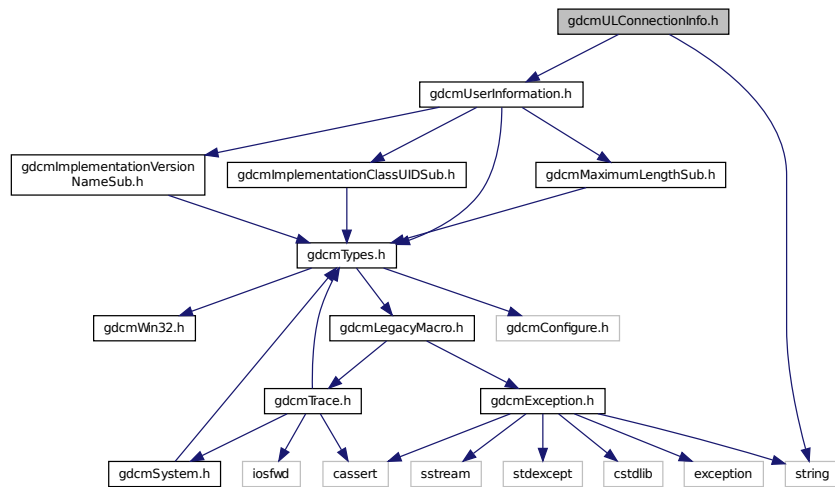 gdcmULConnectionInfo.h
gdcmUserInformation.h
gdcmImplementationVersion
NameSub.h
gdcmImplementationClassUIDSub.h
gdcmMaximumLengthSub.h
gdcmTypes.h
gdcmWin32.h
gdcmLegacyMacro.h
gdcmConfigure.h
gdcmTrace.h
gdcmException.h
gdcmSystem.h
iosfwd
cassert
sstream
stdexcept
cstdlib
exception
string